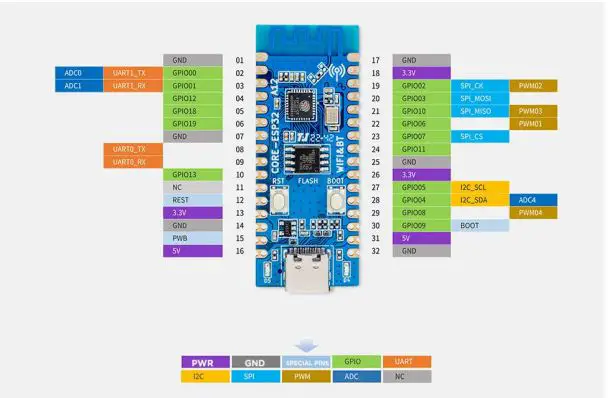 GND 01
ADC0 UART1_TX GPIO00 02
ADC1 UART1_RX GPIO01 03
GPIO12 04
GPIO18 05
GPIO19 06
GND 07
UART0_TX 08
UART0_RX 09
GPIO13 10
NC 11
REST 12
3.3V 13
GND 14
PWB 15
5V 16
CORE-ESP32 A12
22-42
WIFI&BT
RST FLASH BOOT
D5 D4
17 GND
18 3.3V
19 GPIO02 SPI_CK PWM02
20 GPIO03 SPI_MOSI
21 GPIO10 SPI_MISO PWM03
22 GPIO06 PWM01
23 GPIO07 SPI_CS
24 GPIO11
25 GND
26 3.3V
27 GPIO05 I2C_SCL
28 GPIO04 I2C_SDA ADC4
29 GPIO08 PWM04
30 GPIO09 BOOT
31 5V
32 GND
PWR GND SPECIAL PINS GPIO UART
I2C SPI PWM ADC NC